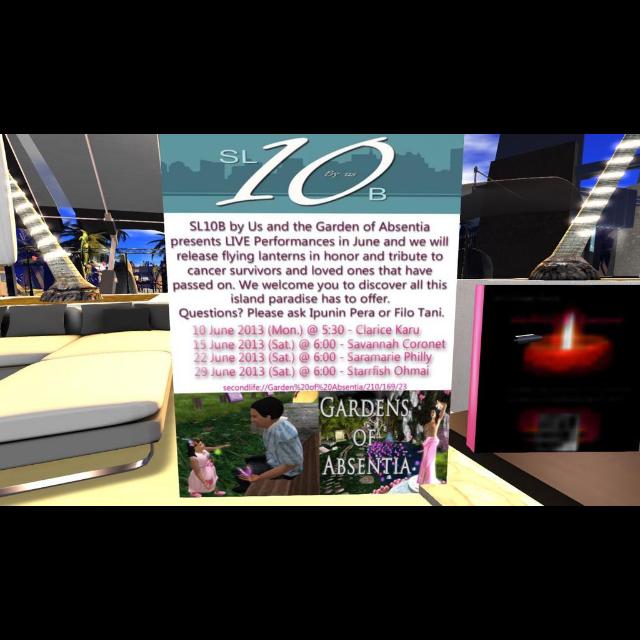 SL 10 B
By us
SL10B by Us and the Garden of Absentia
presents LIVE Performances in June and we will
release flying lanterns in honor and tribute to
cancer survivors and loved ones that have
passed on. We welcome you to discover all this
island paradise has to offer.
Questions? Please ask Ipunin Pera or Filo Tani.
10 June 2013 (Mon.) @ 5:30 - Clarice Karu
15 June 2013 (Sat.) @ 6:00 - Savannah Coronet
22 June 2013 (Sat.) @ 6:00 - Saramarie Philly
29 June 2013 (Sat.) @ 6:00 - Starrfish Ohmai
secondlife://Garden%20of%20Absentia/210/169/23
GARDENS
OF
ABSENTIA